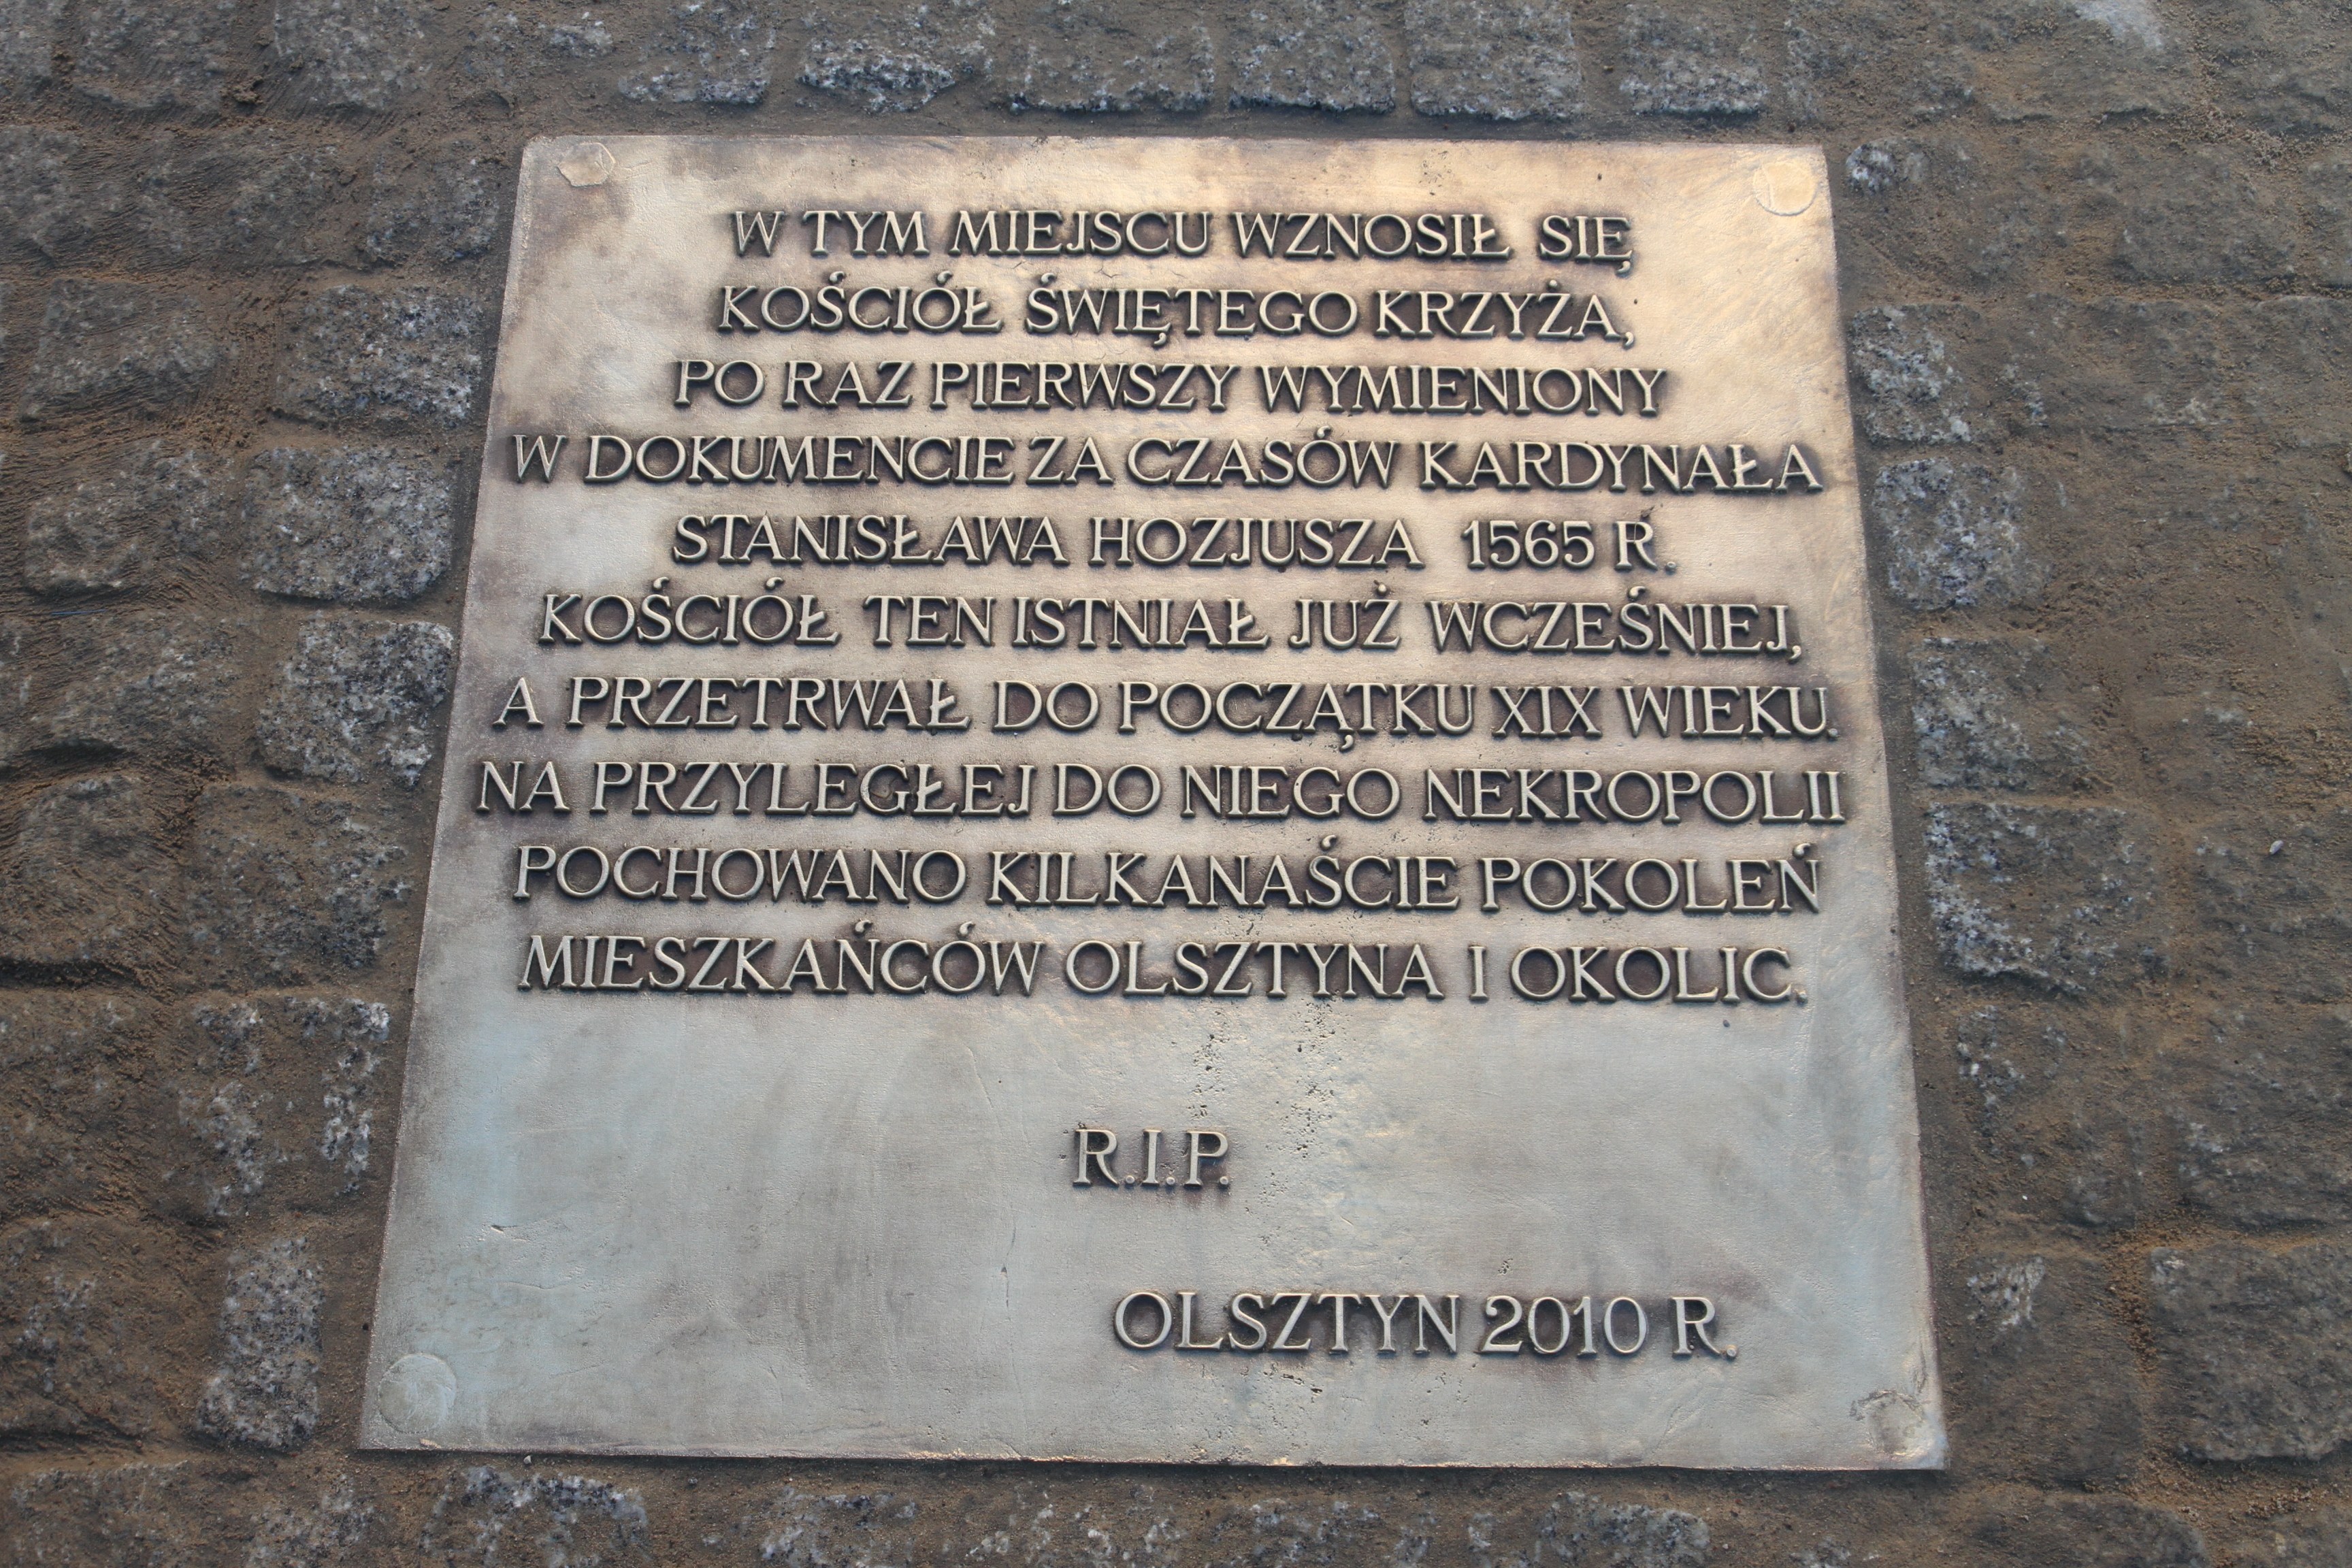 W TYM MIEJSCU WZNOSIŁ SIĘ
KOŚCIÓŁ ŚWIĘTEGO KRZYŻA,
PO RAZ PIERWSZY WYMIENIONY
W DOKUMENCIE ZA CZASÓW KARDYNAŁA
STANISŁAWA HOZJUSZA 1565 R.
KOŚCIÓŁ TEN ISTNIAŁ JUŻ WCZEŚNIEJ,
A PRZETRWAŁ DO POCZĄTKU XIX WIEKU.
NA PRZYLEGŁEJ DO NIEGO NEKROPOLII
POCHOWANO KILKANAŚCIE POKOLEŃ
MIESZKAŃCÓW OLSZTYNA I OKOLIC.
R.I.P.
OLSZTYN 2010 R.